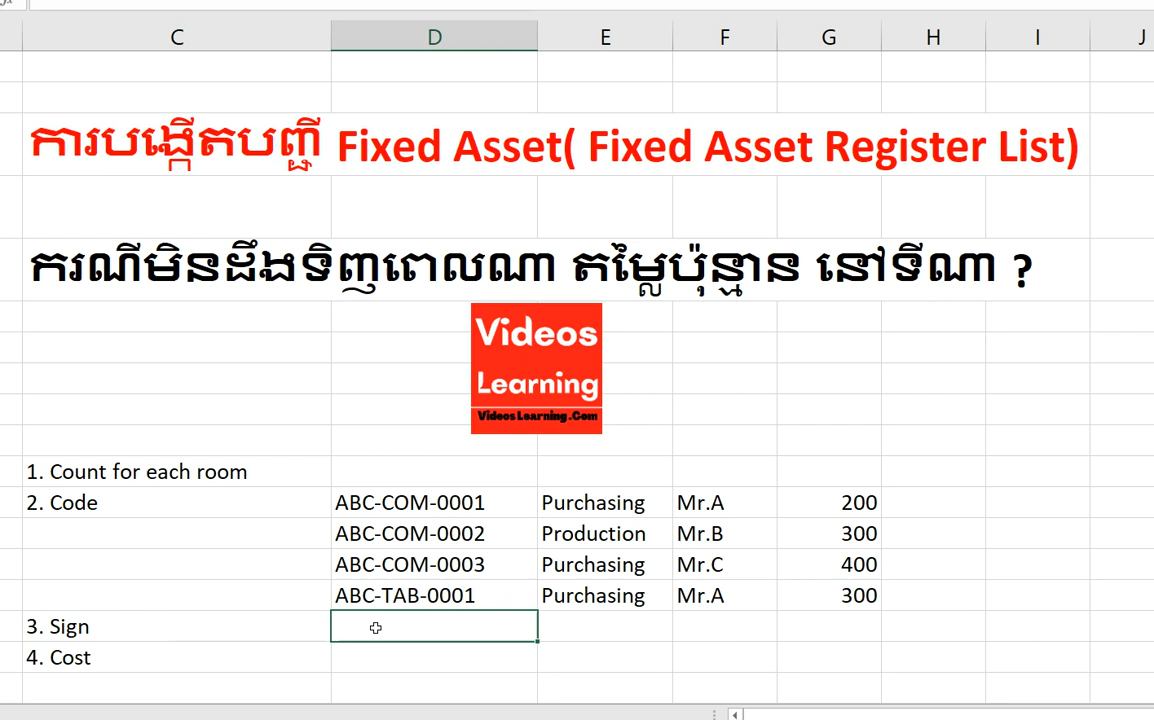 C D E F G H I J
ការបង្កើតបញ្ជី Fixed Asset( Fixed Asset Register List)
ករណីមិនដឹងទិញពេលណា តម្លៃប៉ុន្មាន នៅទីណា ?
Videos
Learning
VideosLearning.Com
1. Count for each room
2. Code ABC-COM-0001 Purchasing Mr.A 200
ABC-COM-0002 Production Mr.B 300
ABC-COM-0003 Purchasing Mr.C 400
ABC-TAB-0001 Purchasing Mr.A 300
3. Sign
4. Cost